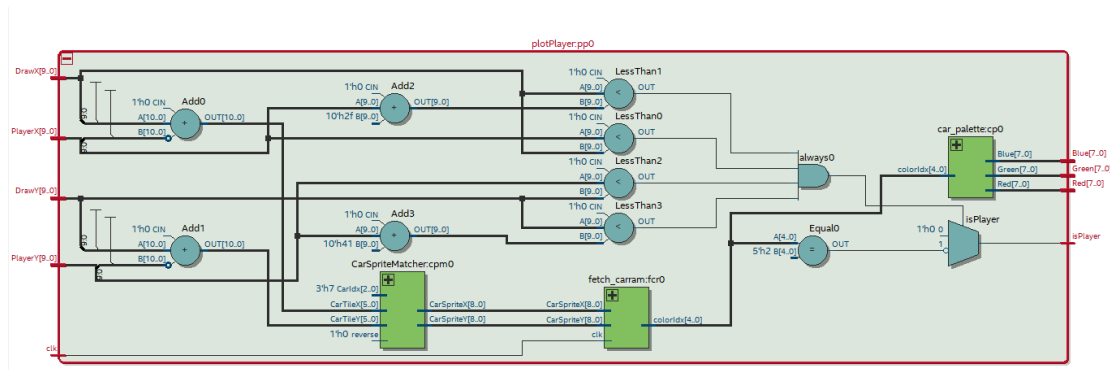 plotPlayer:pp0
DrawX[9..0]
PlayerX[9..0]
DrawY[9..0]
PlayerY[9..0]
clk
1'h0 CIN
A[10..0]
B[10..0]
Add0
OUT[10..0]
1'h0 CIN
A[10..0]
B[10..0]
Add1
OUT[10..0]
1'h0 CIN
A[9..0]
10'h2f B[9..0]
Add2
OUT[9..0]
1'h0 CIN
A[9..0]
10'h41 B[9..0]
Add3
OUT[9..0]
CarSpriteMatcher:cpm0
3'h7 CarIdx[2..0]
CarTileX[5..0]
CarTileY[5..0]
1'h0 reverse
CarSpriteX[8..0]
CarSpriteY[8..0]
1'h0 CIN
A[9..0]
B[9..0]
LessThan1
OUT
1'h0 CIN
A[9..0]
B[9..0]
LessThan0
OUT
1'h0 CIN
A[9..0]
B[9..0]
LessThan2
OUT
1'h0 CIN
A[9..0]
B[9..0]
LessThan3
OUT
fetch_carram:fcr0
CarSpriteX[8..0]
CarSpriteY[8..0]
clk
colorIdx[4..0]
always0
A[4..0]
5'h2 B[4..0]
Equal0
OUT
car_palette:cp0
colorIdx[4..0]
Blue[7..0]
Green[7..0]
Red[7..0]
isPlayer
1'h0 0
1
Blue[7..0]
Green[7..0]
Red[7..0]
isPlayer